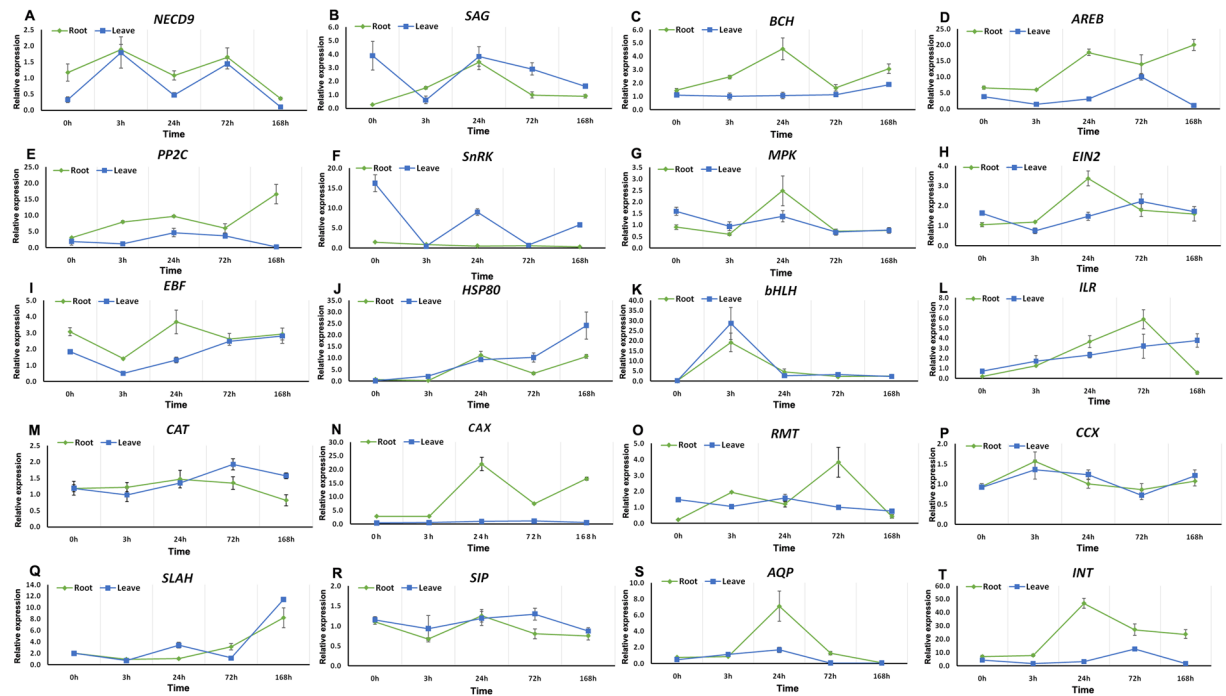 A NECD9
Root Leave
Relative expression
2.5
2.0
1.5
1.0
0.5
0.0
0h 3h 24h 72h 168h
Time
B SAG
Root Leave
Relative expression
6.0
5.0
4.0
3.0
2.0
1.0
0.0
0h 3h 24h 72h 168h
Time
C BCH
Root Leave
Relative expression
6.0
5.0
4.0
3.0
2.0
1.0
0.0
0h 3h 24h 72h 168h
Time
D AREB
Root Leave
Relative expression
25.0
20.0
15.0
10.0
5.0
0.0
0h 3h 24h 72h 168h
Time
E PP2C
Root Leave
Relative expression
25.0
20.0
15.0
10.0
5.0
0.0
0h 3h 24h 72h 168h
Time
F SnRK
Root Leave
Relative expression
20.0
15.0
10.0
5.0
0.0
0h 3h 24h 72h 168h
Time
G MPK
Root Leave
Relative expression
3.5
3.0
2.5
2.0
1.5
1.0
0.5
0.0
0h 3h 24h 72h 168h
Time
H EIN2
Root Leave
Relative expression
4.0
3.0
2.0
1.0
0.0
0h 3h 24h 72h 168h
Time
I EBF
Root Leave
Relative expression
5.0
4.0
3.0
2.0
1.0
0.0
0h 3h 24h 72h 168h
Time
J HSP80
Root Leave
Relative expression
35.0
30.0
25.0
20.0
15.0
10.0
5.0
0.0
0h 3h 24h 72h 168h
Time
K bHLH
Root Leave
Relative expression
40.0
35.0
30.0
25.0
20.0
15.0
10.0
5.0
0.0
0h 3h 24h 72h 168h
Time
L ILR
Root Leave
Relative expression
8.0
7.0
6.0
5.0
4.0
3.0
2.0
1.0
0.0
0h 3h 24h 72h 168h
Time
M CAT
Root Leave
Relative expression
2.5
2.0
1.5
1.0
0.5
0.0
0h 3h 24h 72h 168h
Time
N CAX
Root Leave
Relative expression
30.0
25.0
20.0
15.0
10.0
5.0
0.0
0h 3h 24h 72h 168h
Time
O RMT
Root Leave
Relative expression
5.0
4.0
3.0
2.0
1.0
0.0
0h 3h 24h 72h 168h
Time
P CCX
Root Leave
Relative expression
2.0
1.5
1.0
0.5
0.0
0h 3h 24h 72h 168h
Time
Q SLAH
Root Leave
Relative expression
14.0
12.0
10.0
8.0
6.0
4.0
2.0
0.0
0h 3h 24h 72h 168h
Time
R SIP
Root Leave
Relative expression
2.0
1.5
1.0
0.5
0.0
0h 3h 24h 72h 168h
Time
S AQP
Root Leave
Relative expression
10.0
8.0
6.0
4.0
2.0
0.0
0h 3h 24h 72h 168h
Time
T INT
Root Leave
Relative expression
60.0
50.0
40.0
30.0
20.0
10.0
0.0
0h 3h 24h 72h 168h
Time